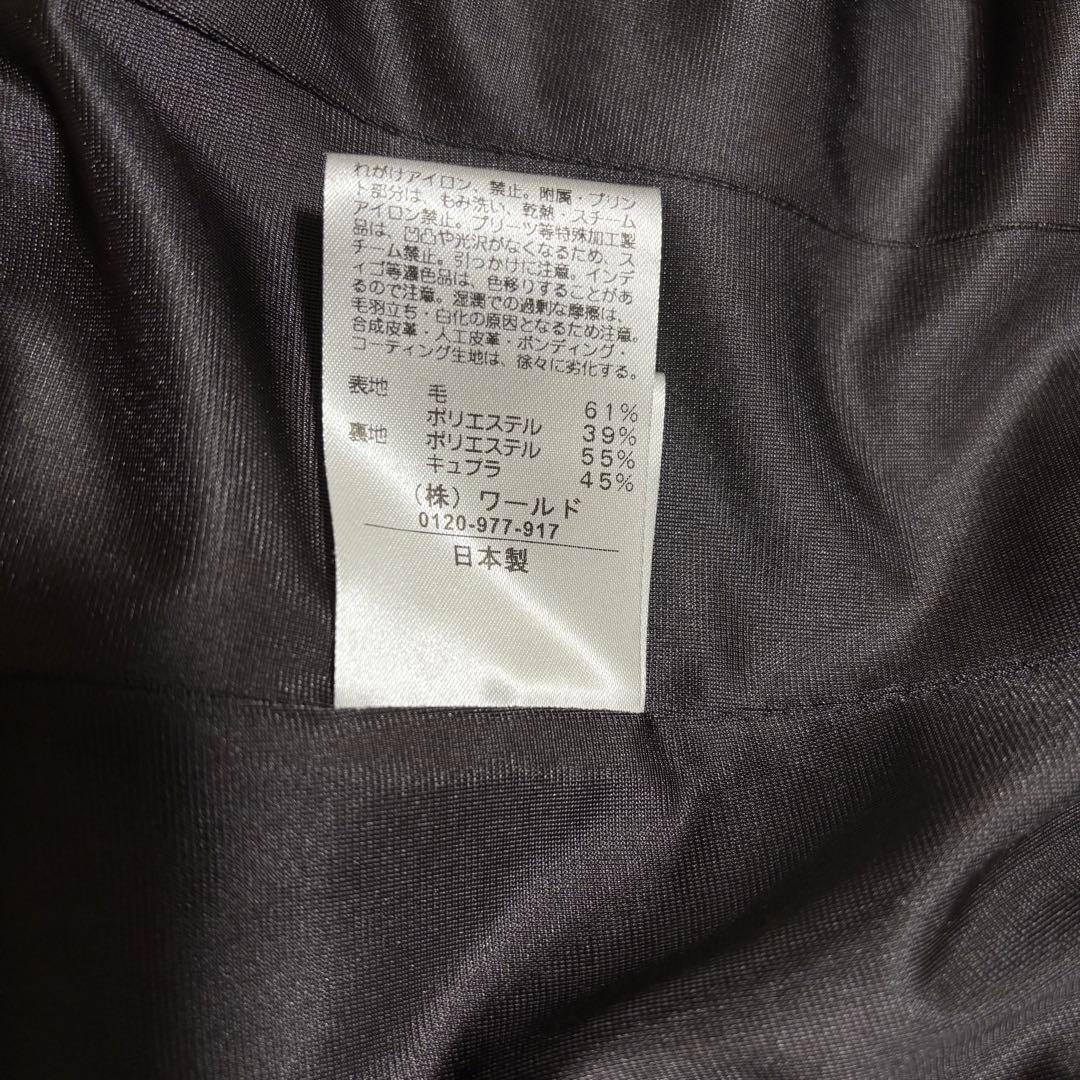 れがけアイロン・禁止。附属・プリン
ト部分は、もみ洗い、乾熱・スチーム
アイロン禁止。プリーツ等特殊加工製
品は、凹凸や光沢がなくなるため、ス
チーム禁止。引っかけに注意。インデ
ィゴ等濃色品は、色移りすることがあ
るので注意。湿潤での過剰な摩擦は、
毛羽立ち・白化の原因となるため注意。
合成皮革・人工皮革・ボンディング・
コーティング生地は、徐々に劣化する。
表地 毛 61%
ポリエステル 39%
裏地 ポリエステル 55%
キュプラ 45%
(株)ワールド
0120-977-917
日本製